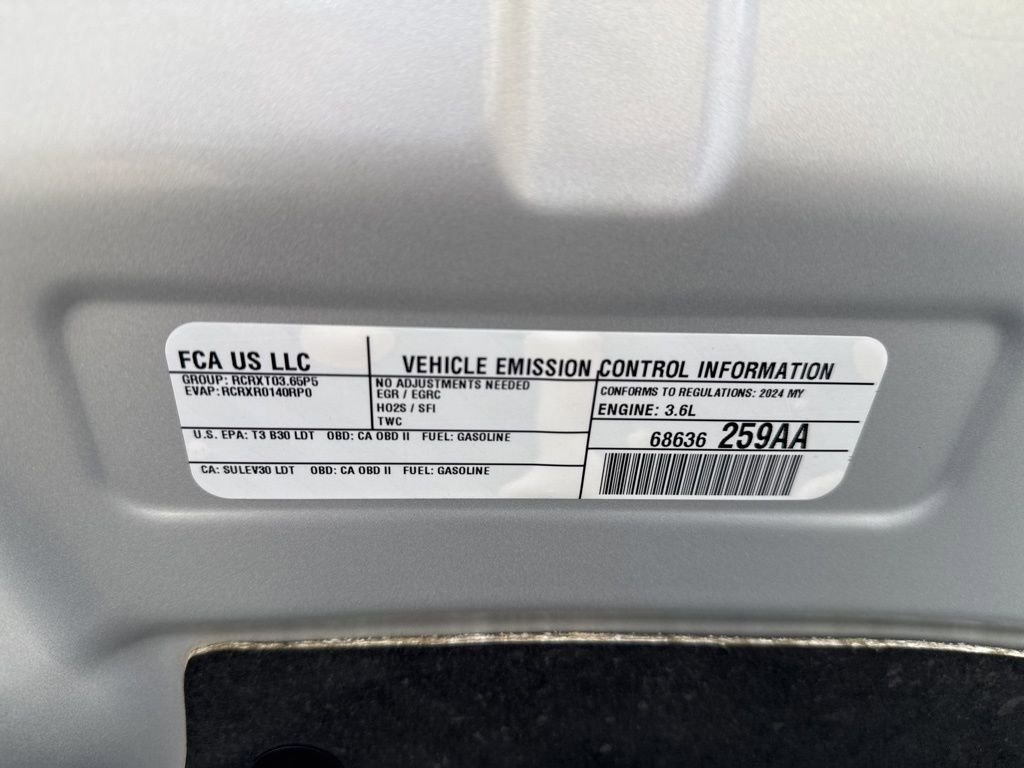 FCA US LLC
VEHICLE EMISSION CONTROL INFORMATION
GROUP: RCRXT03.65P5
EVAP: RCRXR0140RP0
NO ADJUSTMENTS NEEDED
EGR / EGRC
HO2S / SFI
TWC
CONFORMS TO REGULATIONS: 2024 MY
ENGINE: 3.6L
U.S. EPA: T3 B30 LDT OBD: CA OBD II FUEL: GASOLINE
68636 259AA
CA: SULEV30 LDT OBD: CA OBD II FUEL: GASOLINE